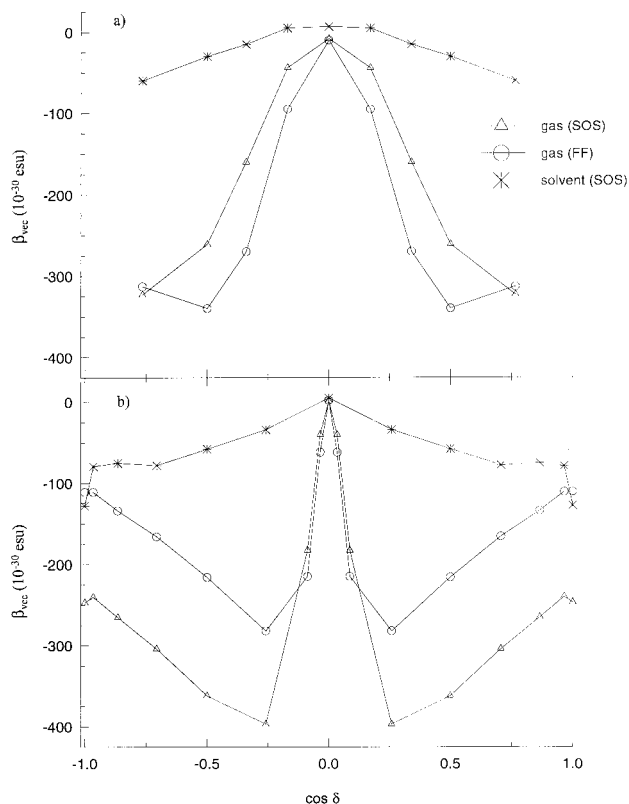 a)
0
-100
-200
-300
-400
β_vec (10^-30 esu)
gas (SOS)
gas (FF)
solvent (SOS)
b)
0
-100
-200
-300
-400
β_vec (10^-30 esu)
-1.0
-0.5
0.0
0.5
1.0
cos δ